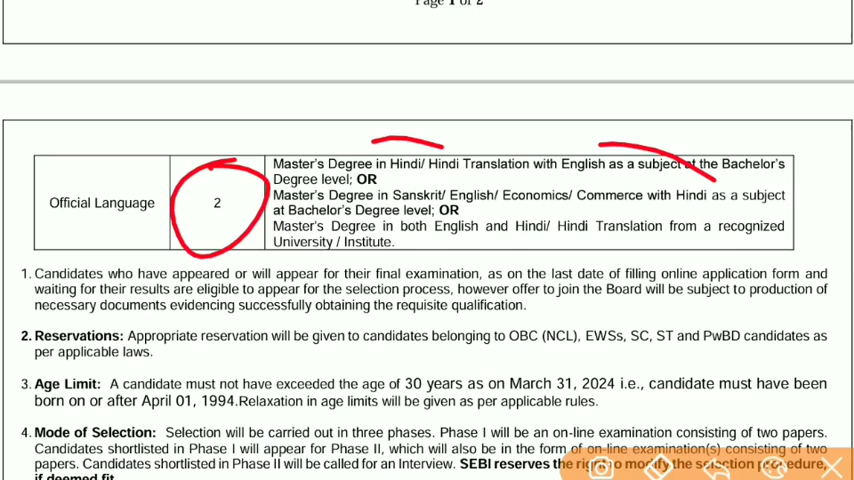 Page 1 of 2
Master's Degree in Hindi/ Hindi Translation with English as a subject at the Bachelor's
Degree level; OR
Official Language
2
Master's Degree in Sanskrit/ English/ Economics/ Commerce with Hindi as a subject
at Bachelor's Degree level; OR
Master's Degree in both English and Hindi/ Hindi Translation from a recognized
University / Institute.
1. Candidates who have appeared or will appear for their final examination, as on the last date of filling online application form and
waiting for their results are eligible to appear for the selection process, however offer to join the Board will be subject to production of
necessary documents evidencing successfully obtaining the requisite qualification.
2. Reservations: Appropriate reservation will be given to candidates belonging to OBC (NCL), EWSs, SC, ST and PwBD candidates as
per applicable laws.
3. Age Limit: A candidate must not have exceeded the age of 30 years as on March 31, 2024 i.e., candidate must have been
born on or after April 01, 1994.Relaxation in age limits will be given as per applicable rules.
4. Mode of Selection: Selection will be carried out in three phases. Phase I will be an on-line examination consisting of two papers.
Candidates shortlisted in Phase I will appear for Phase II, which will also be in the form of on-line examination(s) consisting of two
papers. Candidates shortlisted in Phase II will be called for an Interview. SEBI reserves the right to modify the selection procedure,
if deemed fit.